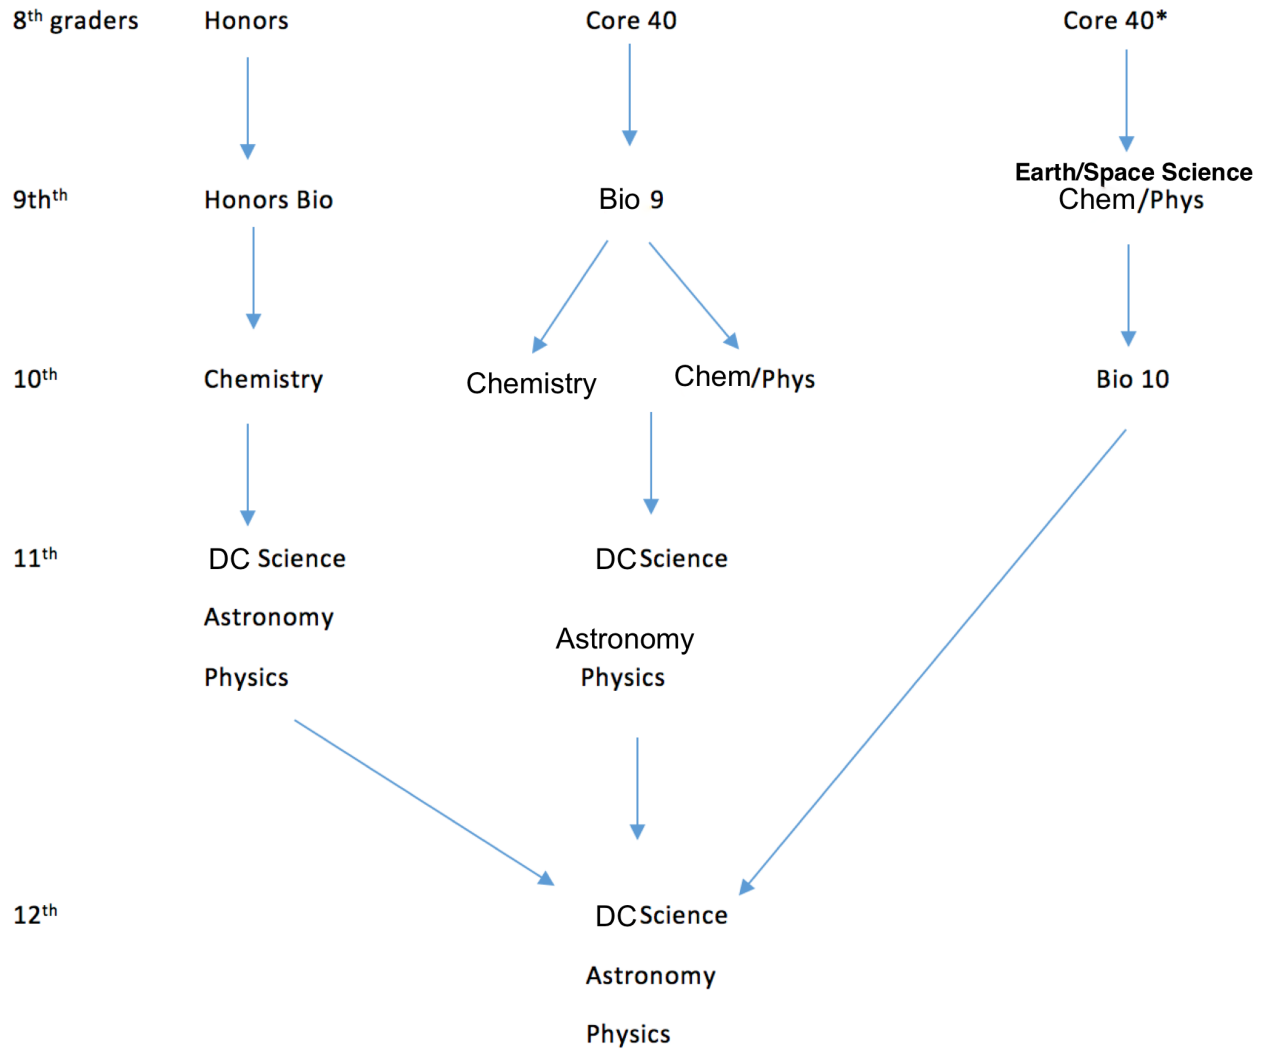 8th graders Honors Core 40 Core 40*
Earth/Space Science
9thth Honors Bio Bio 9 Chem/Phys
10th Chemistry Chemistry Chem/Phys Bio 10
11th DC Science DC Science
Astronomy
Astronomy
Physics Physics
12th DC Science
Astronomy
Physics